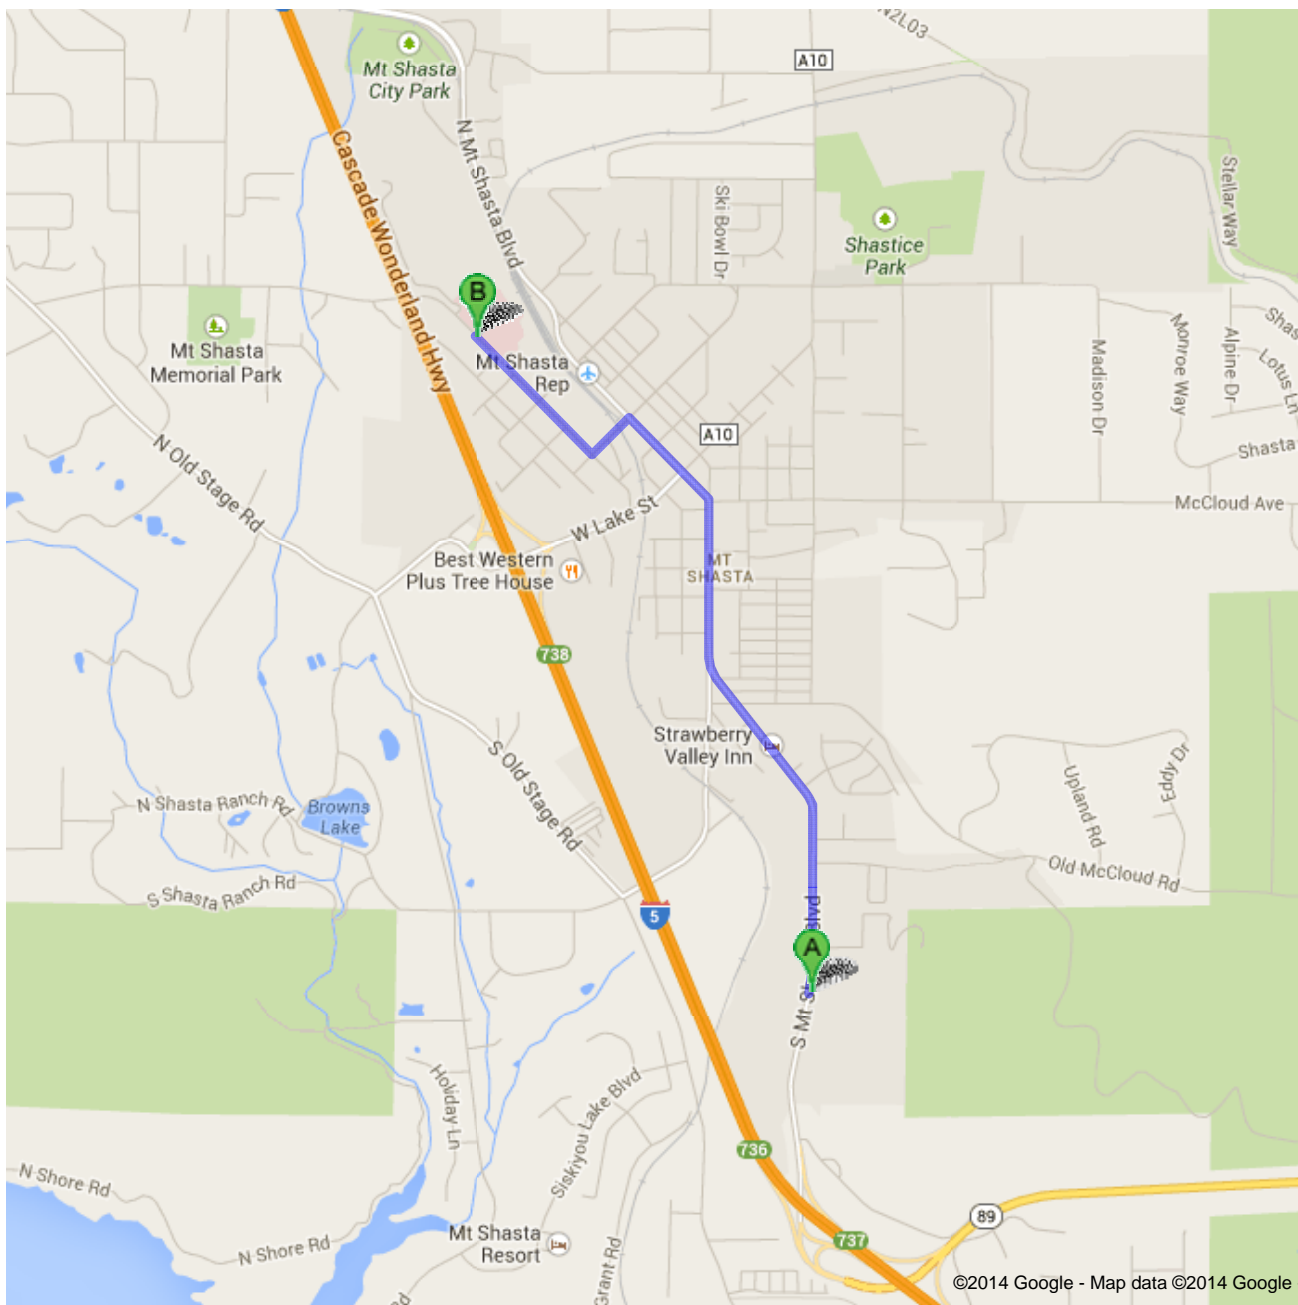 N2L03
A10
Mt Shasta
City Park
Cascade Wonderland Hwy
N Mt Shasta Blvd
Ski Bowl Dr
Stellar Way
Shastice
Park
B
Mt Shasta
Memorial Park
Mt Shasta
Rep
Madison Dr
Monroe Way
Alpine Dr
Lotus Ln
Shasta
A10
N Old Stage Rd
McCloud Ave
W Lake St
Best Western
Plus Tree House
MT
SHASTA
738
Strawberry
Valley Inn
S Old Stage Rd
Upland Rd
Eddy Dr
N Shasta Ranch Rd
Browns
Lake
Old McCloud Rd
S Shasta Ranch Rd
5
Blvd
A
S Mt S
Holiday Ln
Siskiyou Lake Blvd
736
N Shore Rd
89
Mt Shasta
Resort
737
N Shore Rd
Grant Rd
Rd
©2014 Google - Map data ©2014 Google